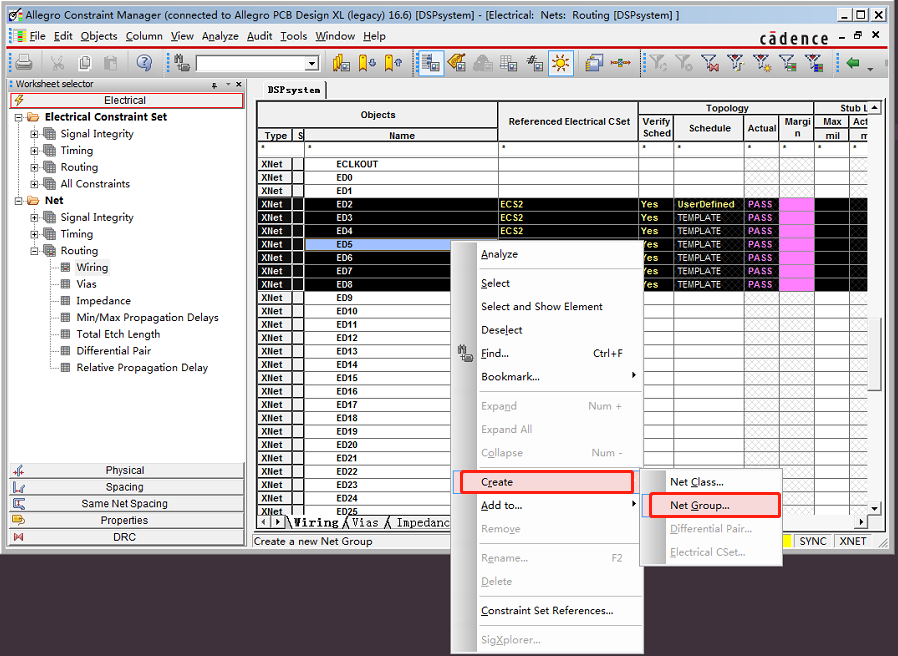 Allegro Constraint Manager (connected to Allegro PCB Design XL (legacy) 16.6) [DSPsystem] - [Electrical: Nets: Routing [DSPsystem] ]
File Edit Objects Column View Analyze Audit Tools Window Help
cādence
Worksheet selector
Electrical
Electrical Constraint Set
Signal Integrity
Timing
Routing
All Constraints
Net
Signal Integrity
Timing
Routing
Wiring
Vias
Impedance
Min/Max Propagation Delays
Total Etch Length
Differential Pair
Relative Propagation Delay
Physical
Spacing
Same Net Spacing
Properties
DRC
DSPsystem
Objects Referenced Electrical CSet Topology Stub L
Type S Name Verify Sched Schedule Actual Margi n Max Act
mil m
* * * * * * * * *
XNet ECLKOUT
XNet ED0
XNet ED1
XNet ED2 ECS2 Yes UserDefined PASS
XNet ED3 ECS2 Yes TEMPLATE PASS
XNet ED4 ECS2 Yes TEMPLATE PASS
XNet ED5 Yes TEMPLATE PASS
XNet ED6 Yes TEMPLATE PASS
XNet ED7 Yes TEMPLATE PASS
XNet ED8 Yes TEMPLATE PASS
XNet ED9
XNet ED10
XNet ED11
XNet ED12
XNet ED13
XNet ED14
XNet ED15
XNet ED16
XNet ED17
XNet ED18
XNet ED19
XNet ED20
XNet ED21
XNet ED22
XNet ED23
XNet ED24
XNet ED25
Wiring Vias Impedanc
Analyze
Select
Select and Show Element
Deselect
Find... Ctrl+F
Bookmark...
Expand Num +
Expand All
Collapse Num -
Create
Add to...
Remove
Rename... F2
Delete
Constraint Set References...
SigXplorer...
Net Class...
Net Group...
Differential Pair...
Electrical CSet...
Create a new Net Group
SYNC XNET